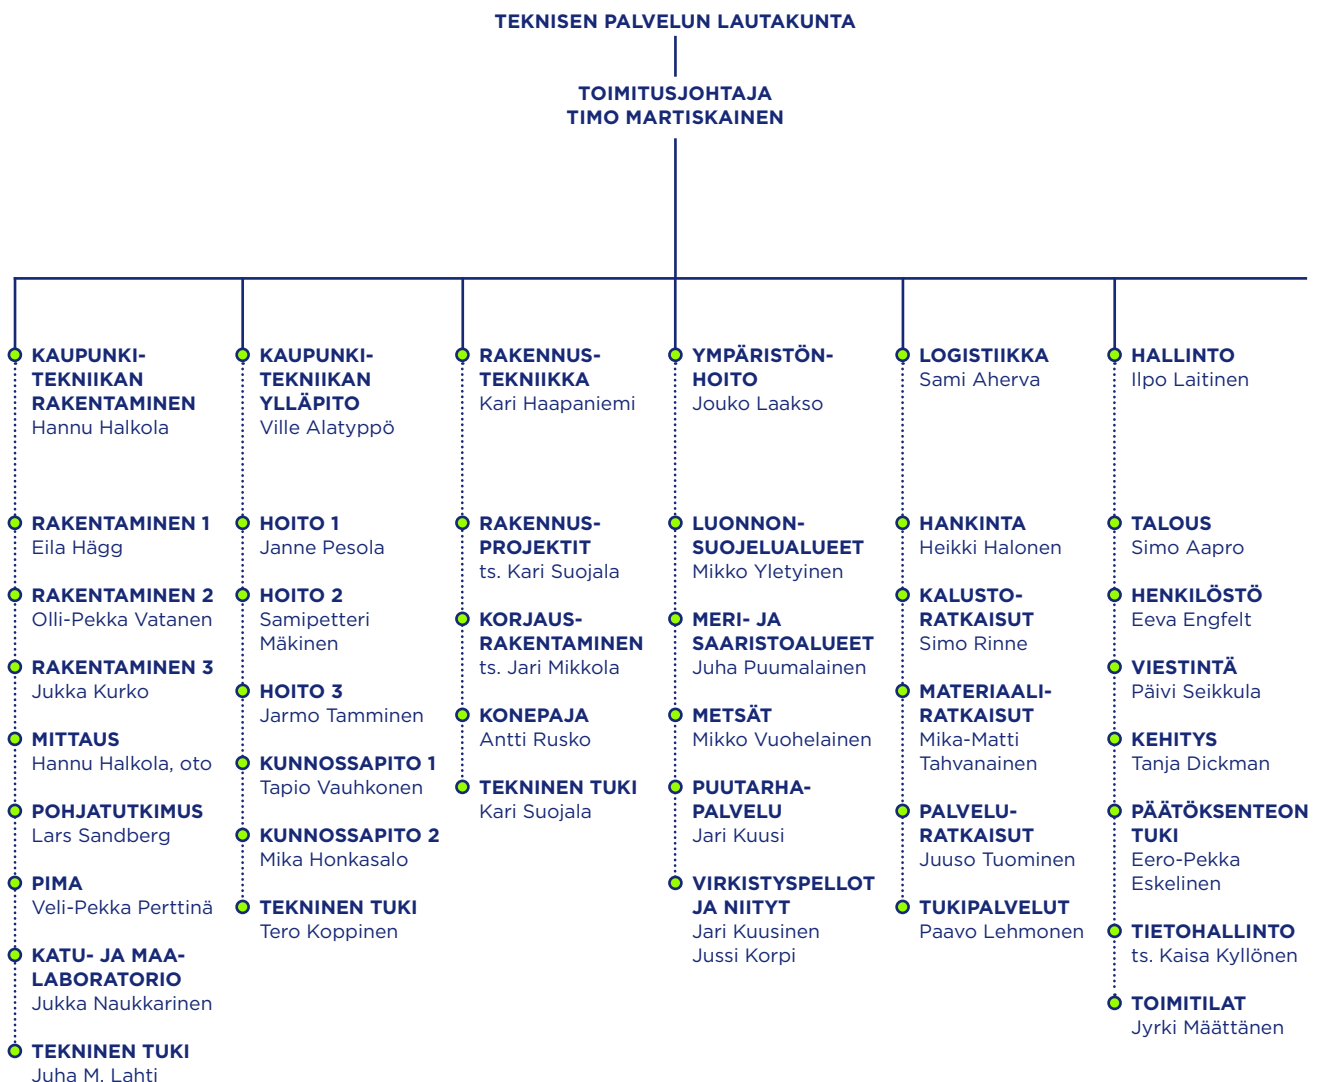 TEKNISEN PALVELUN LAUTAKUNTA
TOIMITUSJOHTAJA
TIMO MARTISKAINEN
KAUPUNKI-
TEKNIIKAN
RAKENTAMINEN
Hannu Halkola
RAKENTAMINEN 1
Eila Hägg
RAKENTAMINEN 2
Olli-Pekka Vatanen
RAKENTAMINEN 3
Jukka Kurko
MITTAUS
Hannu Halkola, oto
POHJATUTKIMUS
Lars Sandberg
PIMA
Veli-Pekka Perttinä
KATU- JA MAA-
LABORATORIO
Jukka Naukkarinen
TEKNINEN TUKI
Juha M. Lahti
KAUPUNKI-
TEKNIIKAN
YLLÄPITO
Ville Alatyppö
HOITO 1
Janne Pesola
HOITO 2
Samipetteri
Mäkinen
HOITO 3
Jarmo Tamminen
KUNNOSSAPITO 1
Tapio Vauhkonen
KUNNOSSAPITO 2
Mika Honkasalo
TEKNINEN TUKI
Tero Koppinen
RAKENNUS-
TEKNIIKKA
Kari Haapaniemi
RAKENNUS-
PROJEKTIT
ts. Kari Suojala
KORJAUS-
RAKENTAMINEN
ts. Jari Mikkola
KONEPAJA
Antti Rusko
TEKNINEN TUKI
Kari Suojala
YMPÄRISTÖN-
HOITO
Jouko Laakso
LUONNON-
SUOJELUALUEET
Mikko Yletyinen
MERI- JA
SAARISTOALUEET
Juha Puumalainen
METSÄT
Mikko Vuohelainen
PUUTARHA-
PALVELU
Jari Kuusi
VIRKISTYSPELLOT
JA NIITYT
Jari Kuusinen
Jussi Korpi
LOGISTIIKKA
Sami Aherva
HANKINTA
Heikki Halonen
KALUSTO-
RATKAISUT
Simo Rinne
MATERIAALI-
RATKAISUT
Mika-Matti
Tahvanainen
PALVELU-
RATKAISUT
Juuso Tuominen
TUKIPALVELUT
Paavo Lehmonen
HALLINTO
Ilpo Laitinen
TALOUS
Simo Aapro
HENKILÖSTÖ
Eeva Engfelt
VIESTINTÄ
Päivi Seikkula
KEHITYS
Tanja Dickman
PÄÄTÖKSENTEON
TUKI
Eero-Pekka
Eskelinen
TIETOHALLINTO
ts. Kaisa Kyllönen
TOIMITILAT
Jyrki Määttänen